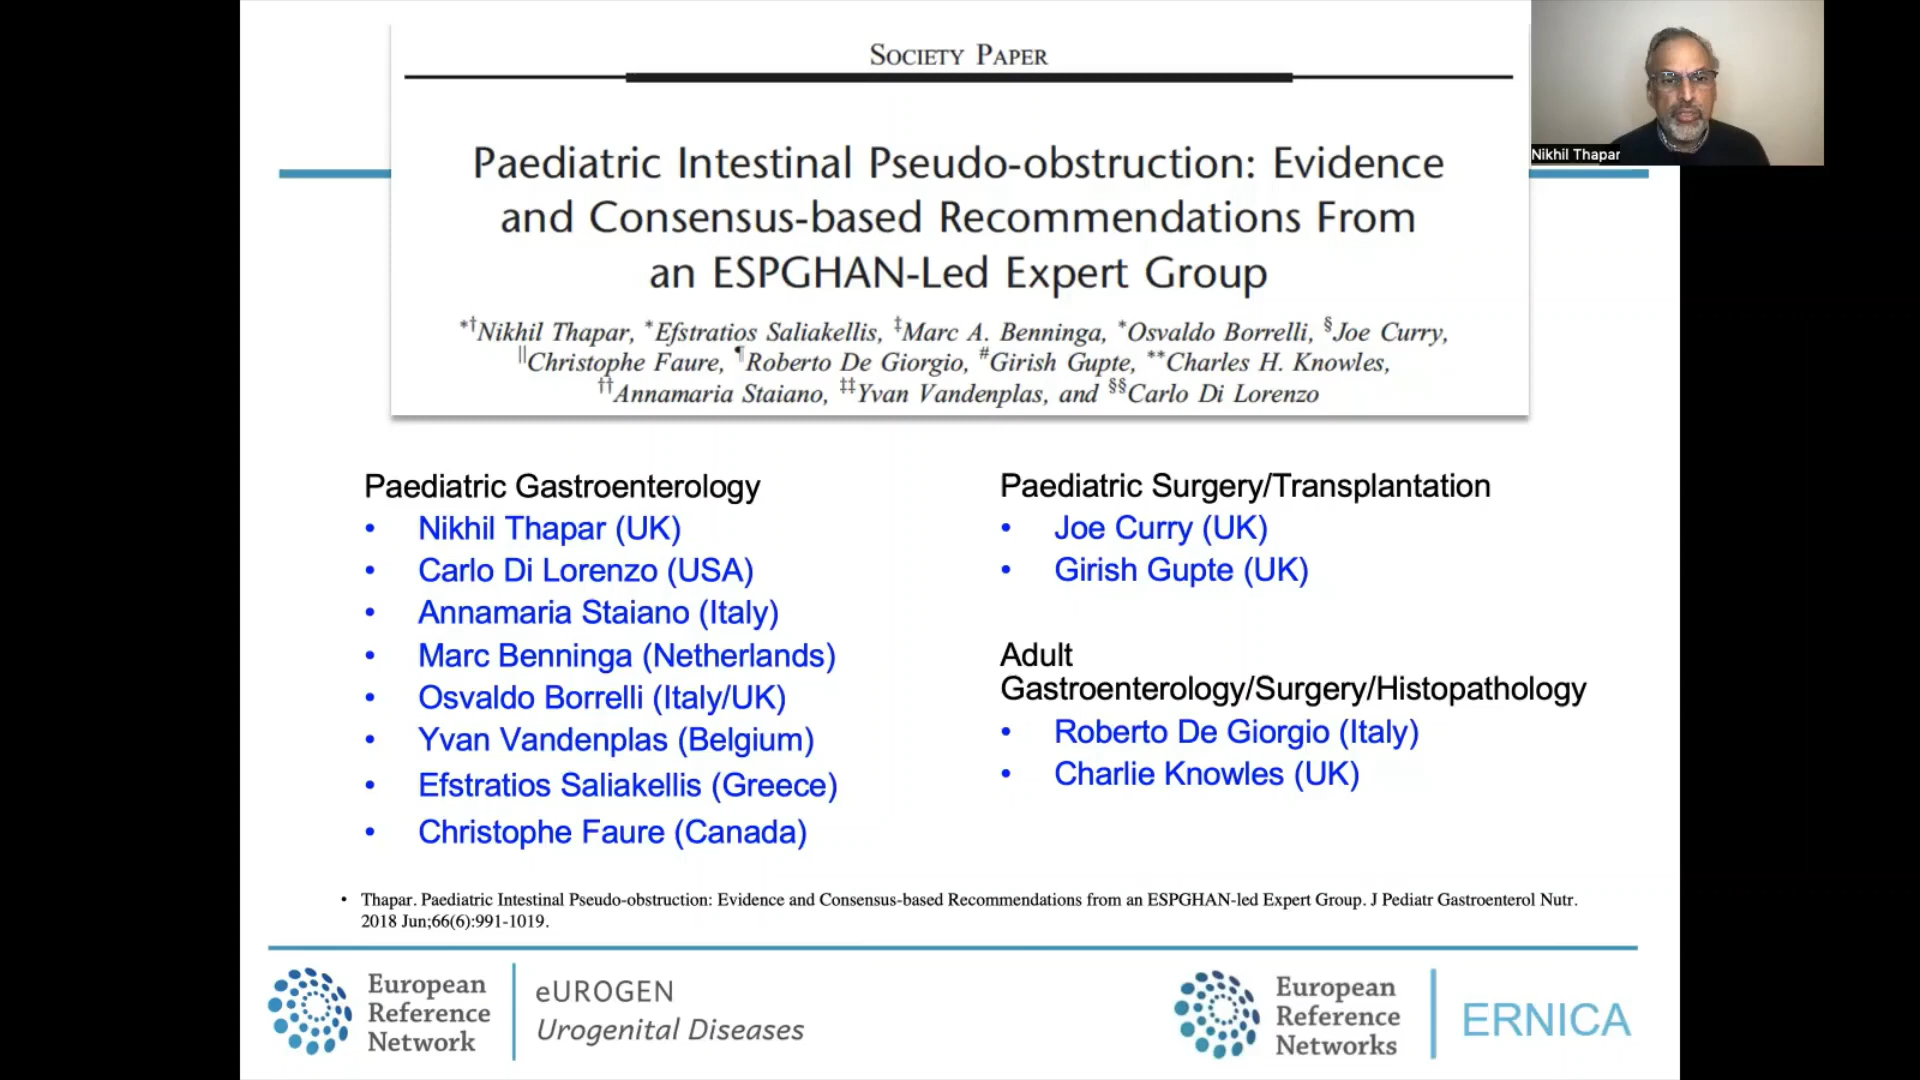 SOCIETY PAPER
Paediatric Intestinal Pseudo-obstruction: Evidence
and Consensus-based Recommendations From
an ESPGHAN-Led Expert Group
*†Nikhil Thapar, *Efstratios Saliakellis, ‡Marc A. Benninga, *Osvaldo Borrelli, §Joe Curry,
||Christophe Faure, ¶Roberto De Giorgio, #Girish Gupte, **Charles H. Knowles,
††Annamaria Staiano, ‡‡Yvan Vandenplas, and §§Carlo Di Lorenzo
Nikhil Thapar
Paediatric Gastroenterology
• Nikhil Thapar (UK)
• Carlo Di Lorenzo (USA)
• Annamaria Staiano (Italy)
• Marc Benninga (Netherlands)
• Osvaldo Borrelli (Italy/UK)
• Yvan Vandenplas (Belgium)
• Efstratios Saliakellis (Greece)
• Christophe Faure (Canada)
Paediatric Surgery/Transplantation
• Joe Curry (UK)
• Girish Gupte (UK)
Adult
Gastroenterology/Surgery/Histopathology
• Roberto De Giorgio (Italy)
• Charlie Knowles (UK)
• Thapar. Paediatric Intestinal Pseudo-obstruction: Evidence and Consensus-based Recommendations from an ESPGHAN-led Expert Group. J Pediatr Gastroenterol Nutr.
2018 Jun;66(6):991-1019.
European
Reference
Network
eUROGEN
Urogenital Diseases
European
Reference
Networks
ERNICA